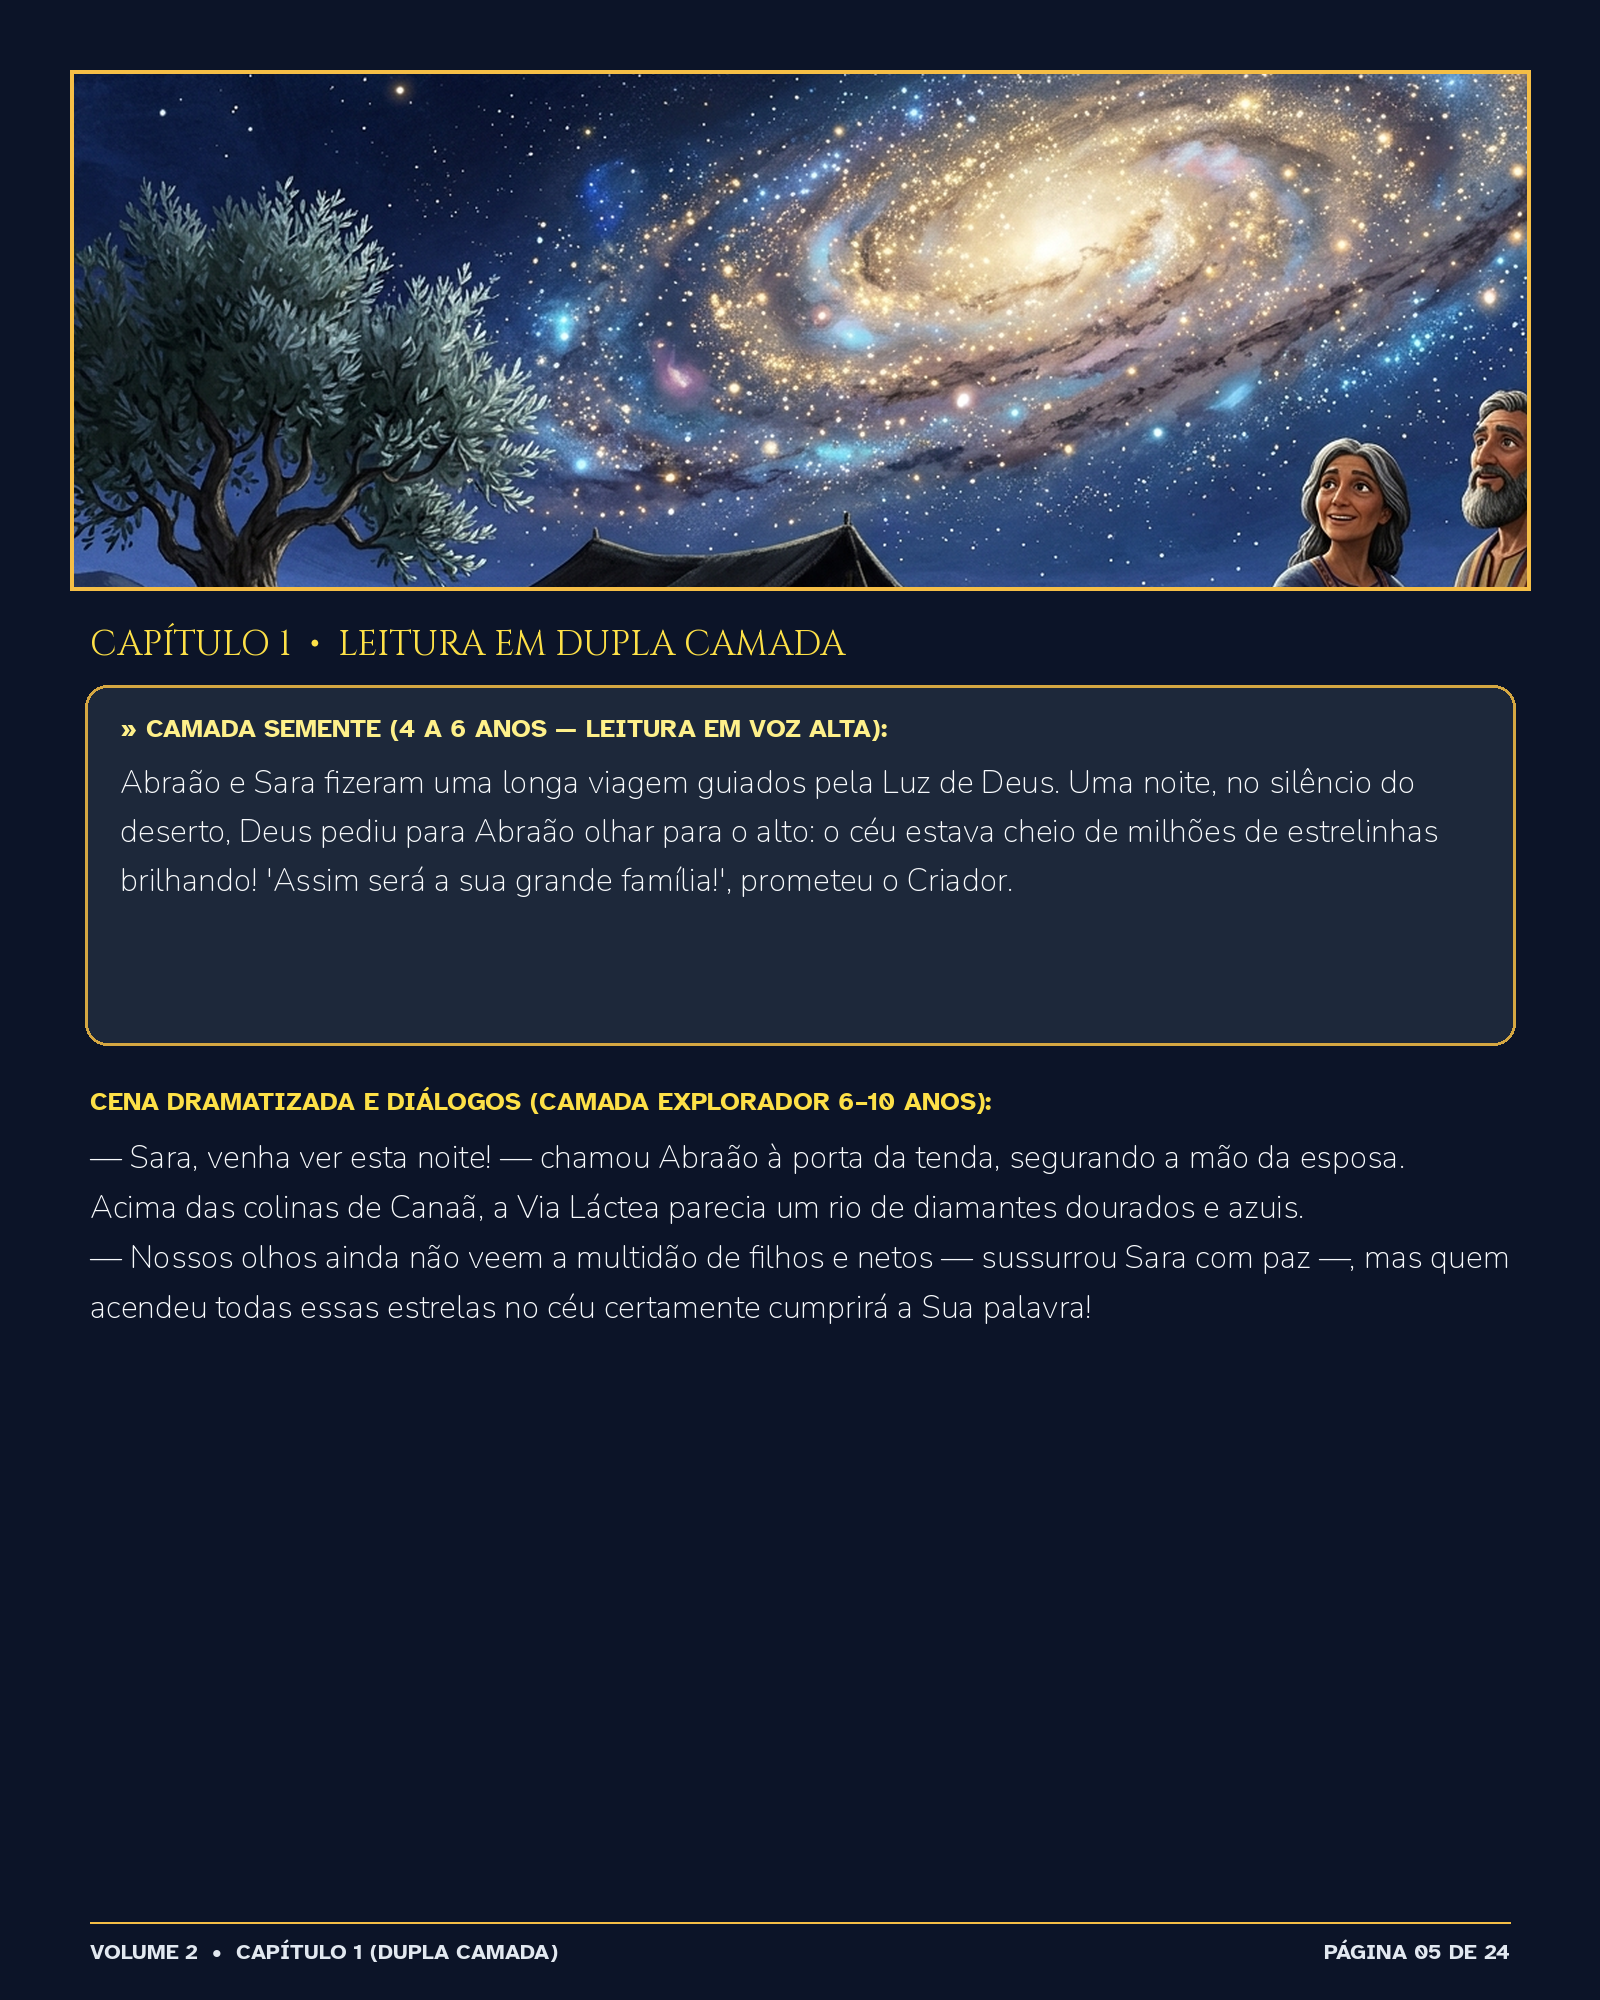 CAPÍTULO 1 • LEITURA EM DUPLA CAMADA
» CAMADA SEMENTE (4 A 6 ANOS — LEITURA EM VOZ ALTA):
Abraão e Sara fizeram uma longa viagem guiados pela Luz de Deus. Uma noite, no silêncio do
deserto, Deus pediu para Abraão olhar para o alto: o céu estava cheio de milhões de estrelinhas
brilhando! 'Assim será a sua grande família!', prometeu o Criador.
CENA DRAMATIZADA E DIÁLOGOS (CAMADA EXPLORADOR 6–10 ANOS):
— Sara, venha ver esta noite! — chamou Abraão à porta da tenda, segurando a mão da esposa.
Acima das colinas de Canaã, a Via Láctea parecia um rio de diamantes dourados e azuis.
— Nossos olhos ainda não veem a multidão de filhos e netos — sussurrou Sara com paz —, mas quem
acendeu todas essas estrelas no céu certamente cumprirá a Sua palavra!
VOLUME 2 • CAPÍTULO 1 (DUPLA CAMADA)
PÁGINA 05 DE 24